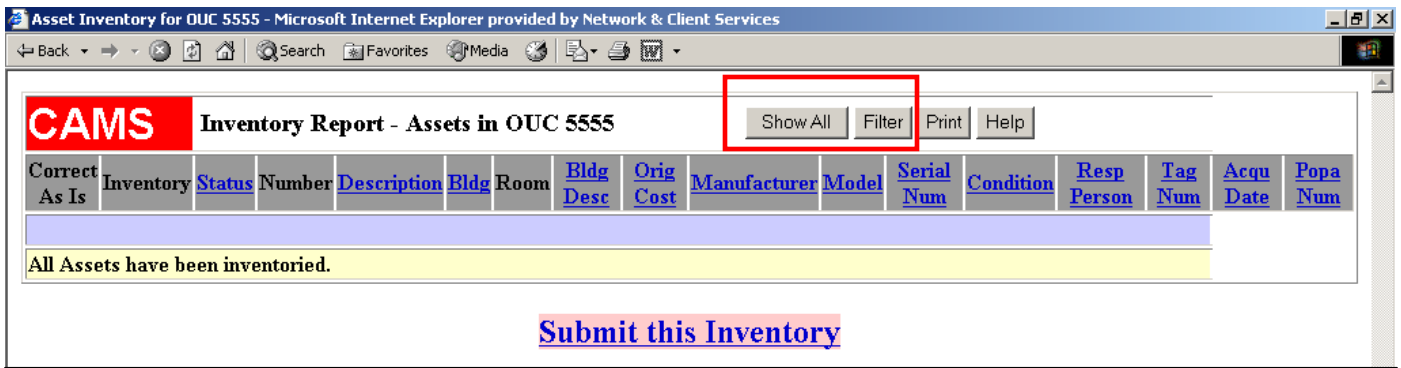 Asset Inventory for OUC 5555 - Microsoft Internet Explorer provided by Network & Client Services
Back Search Favorites Media
CAMS Inventory Report - Assets in OUC 5555 Show All Filter Print Help
Correct As Is Inventory Status Number Description Bldg Room Bldg Desc Orig Cost Manufacturer Model Serial Num Condition Resp Person Tag Num Acqu Date Popa Num
All Assets have been inventoried.
Submit this Inventory